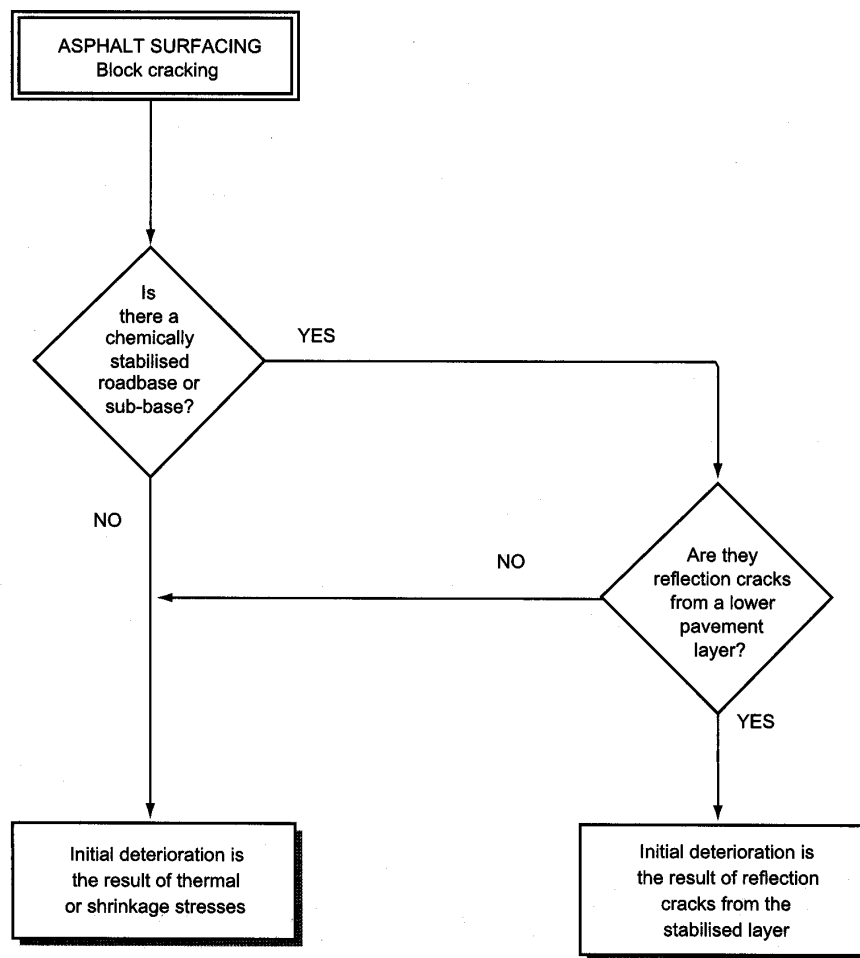 ASPHALT SURFACING
Block cracking
Is
there a
chemically
stabilised
roadbase or
sub-base?
YES
NO
Are they
reflection cracks
from a lower
pavement
layer?
NO
YES
Initial deterioration is
the result of thermal
or shrinkage stresses
Initial deterioration is
the result of reflection
cracks from the
stabilised layer